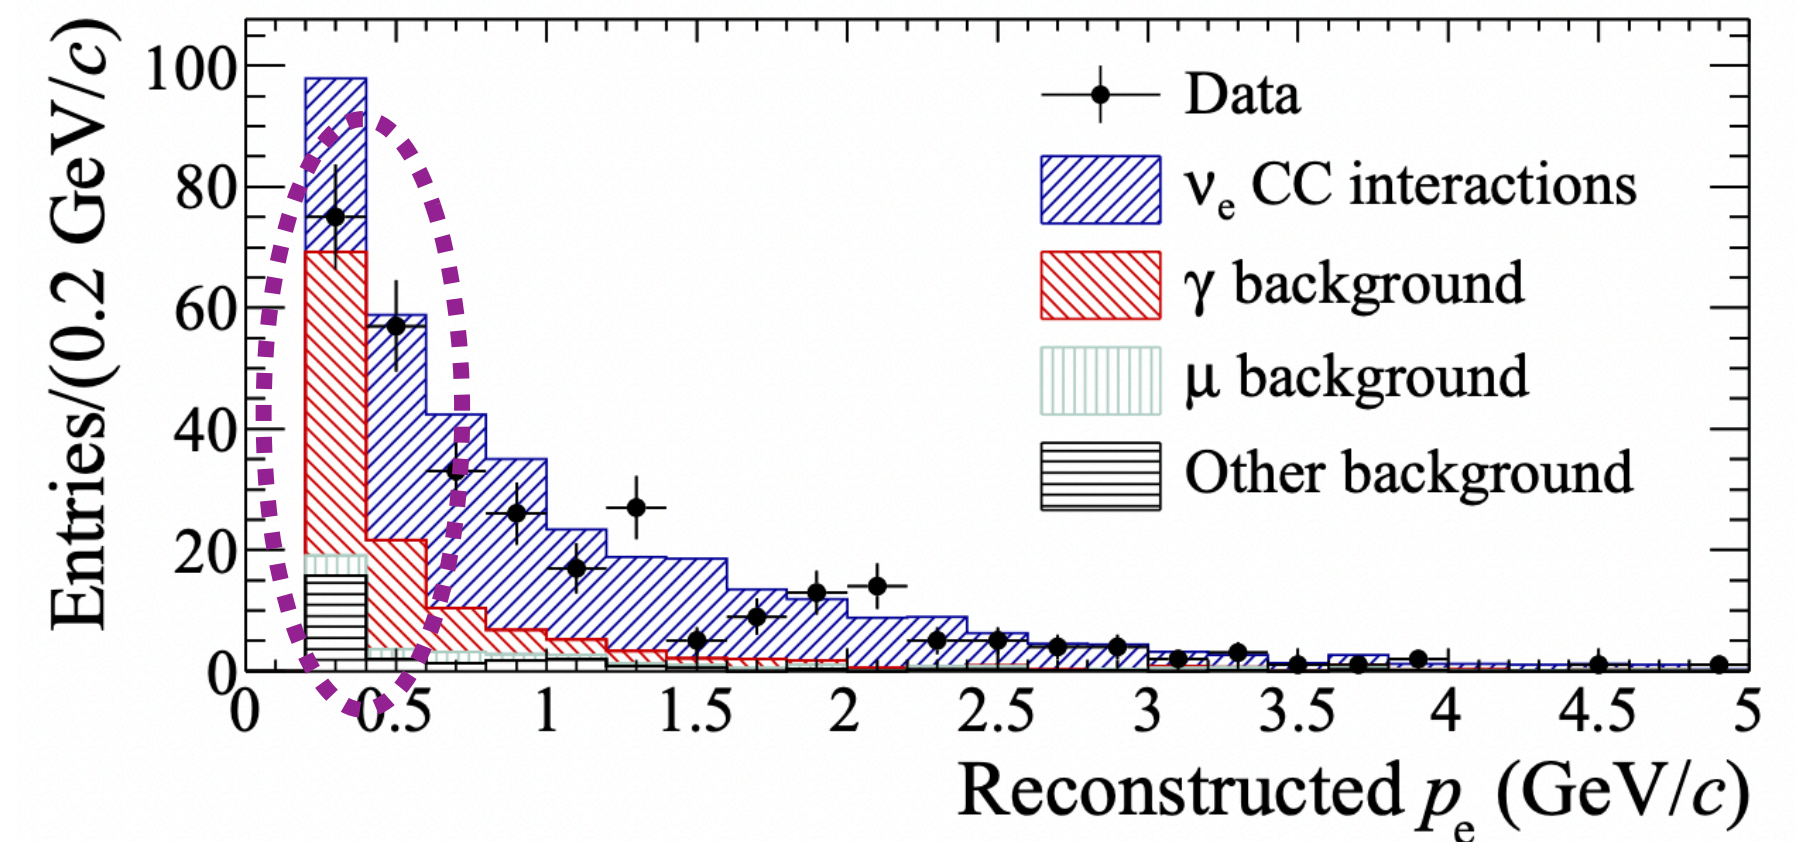 Entries/(0.2 GeV/c)
100
80
60
40
20
0
Data
νe CC interactions
γ background
μ background
Other background
0 0.5 1 1.5 2 2.5 3 3.5 4 4.5 5
Reconstructed pe (GeV/c)